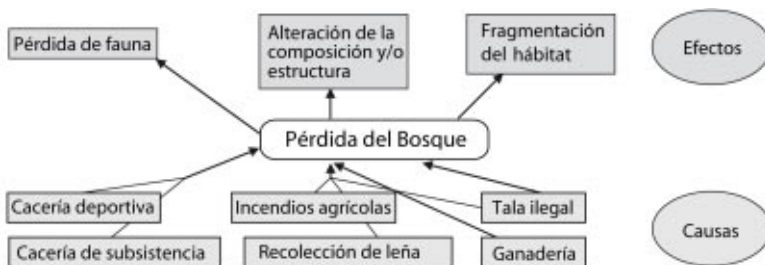 Pérdida de fauna
Alteración de la
composición y/o
estructura
Fragmentación
del hábitat
Efectos
Pérdida del Bosque
Cacería deportiva
Incendios agrícolas
Tala ilegal
Cacería de subsistencia
Recolección de leña
Ganadería
Causas